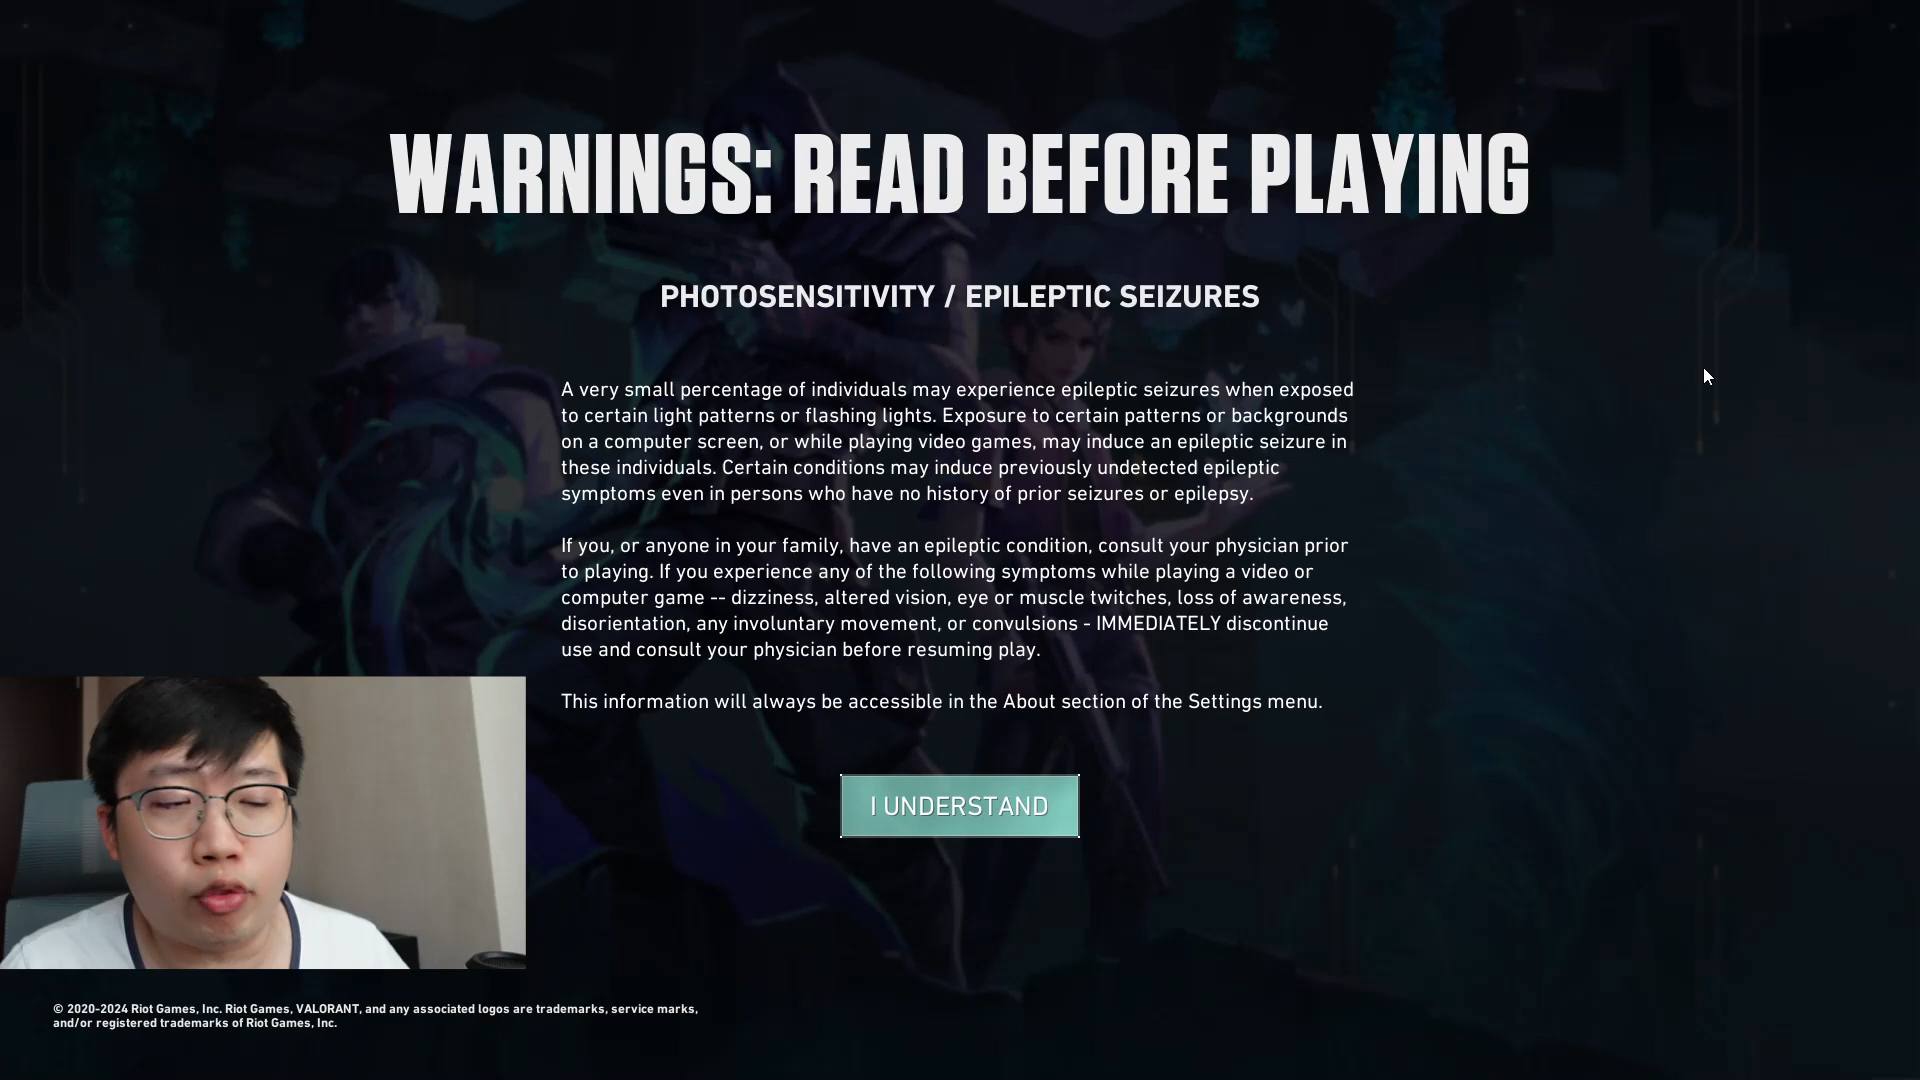 WARNINGS: READ BEFORE PLAYING
PHOTOSENSITIVITY / EPILEPTIC SEIZURES
A very small percentage of individuals may experience epileptic seizures when exposed
to certain light patterns or flashing lights. Exposure to certain patterns or backgrounds
on a computer screen, or while playing video games, may induce an epileptic seizure in
these individuals. Certain conditions may induce previously undetected epileptic
symptoms even in persons who have no history of prior seizures or epilepsy.
If you, or anyone in your family, have an epileptic condition, consult your physician prior
to playing. If you experience any of the following symptoms while playing a video or
computer game -- dizziness, altered vision, eye or muscle twitches, loss of awareness,
disorientation, any involuntary movement, or convulsions - IMMEDIATELY discontinue
use and consult your physician before resuming play.
This information will always be accessible in the About section of the Settings menu.
I UNDERSTAND
© 2020-2024 Riot Games, Inc. Riot Games, VALORANT, and any associated logos are trademarks, service marks,
and/or registered trademarks of Riot Games, Inc.